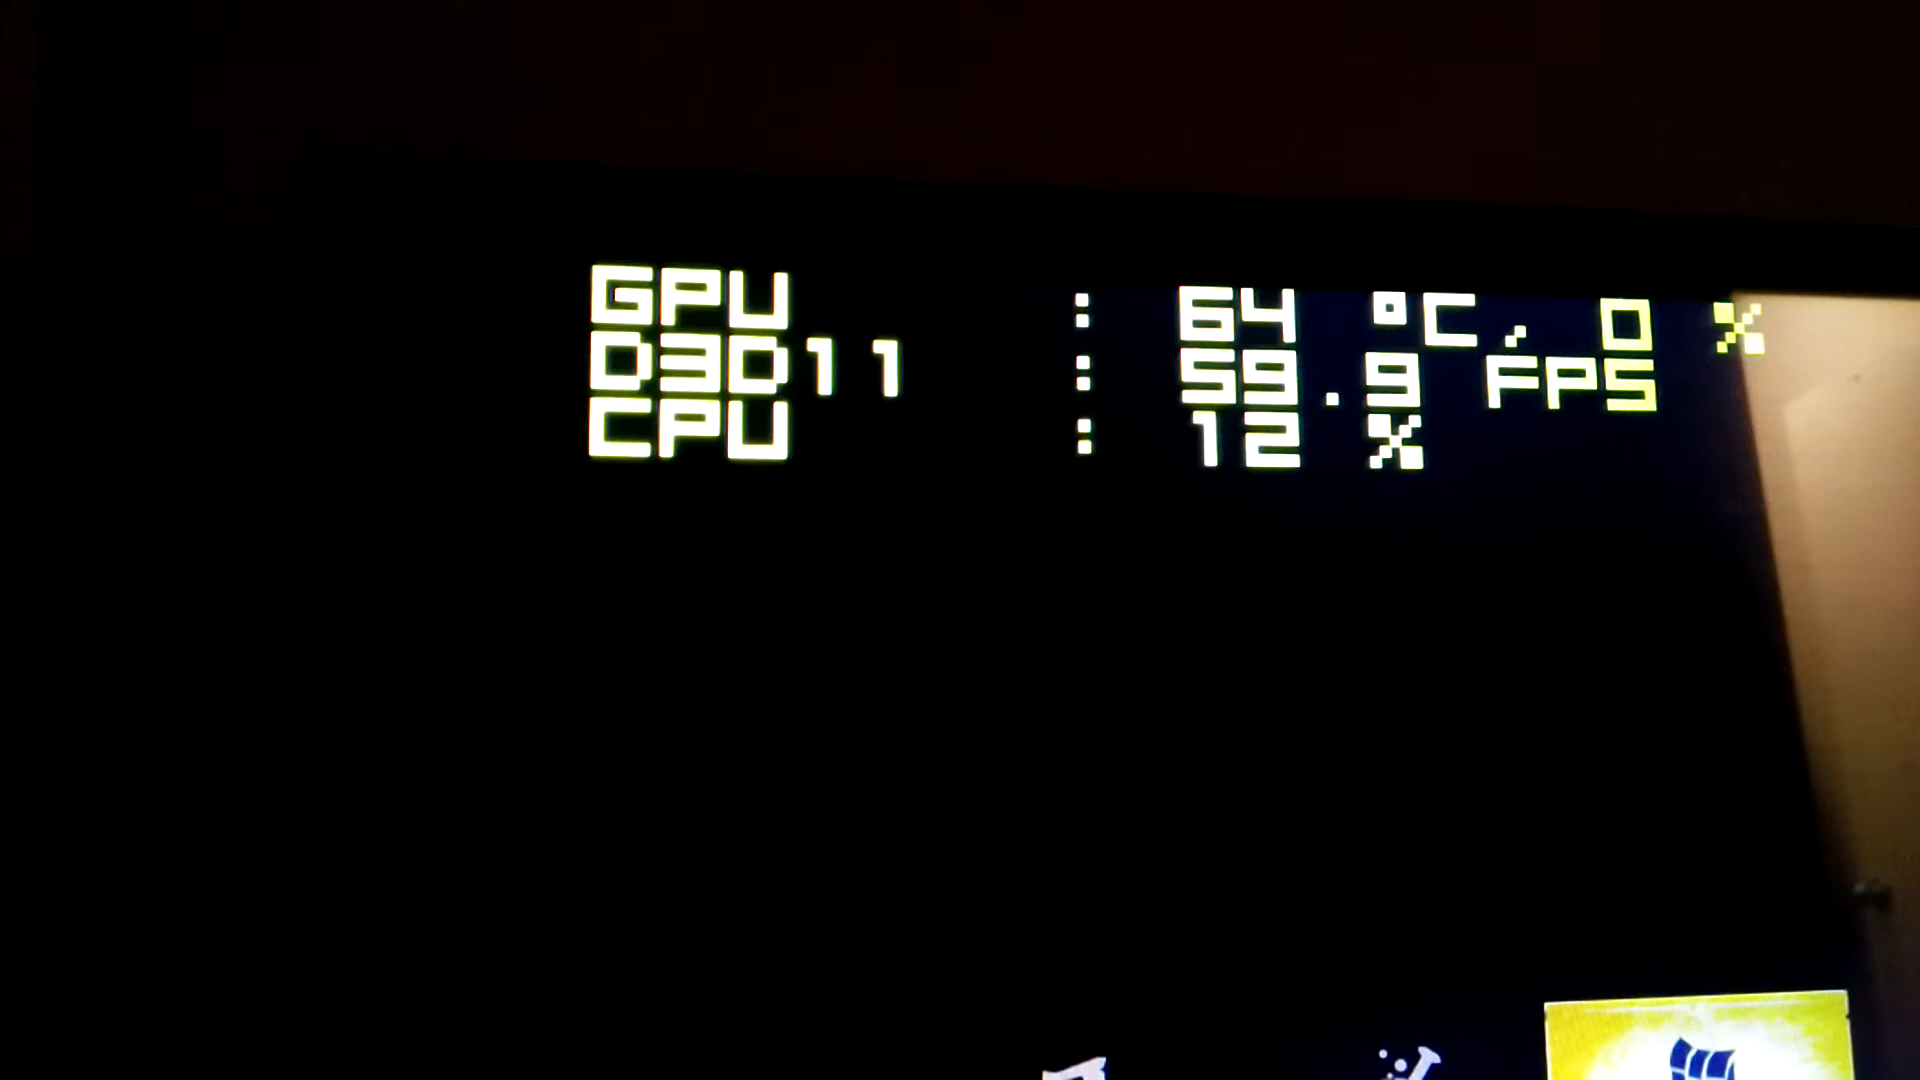 GPU : 64 °C, 0 %
D3D11 : 59.9 FPS
CPU : 12 %